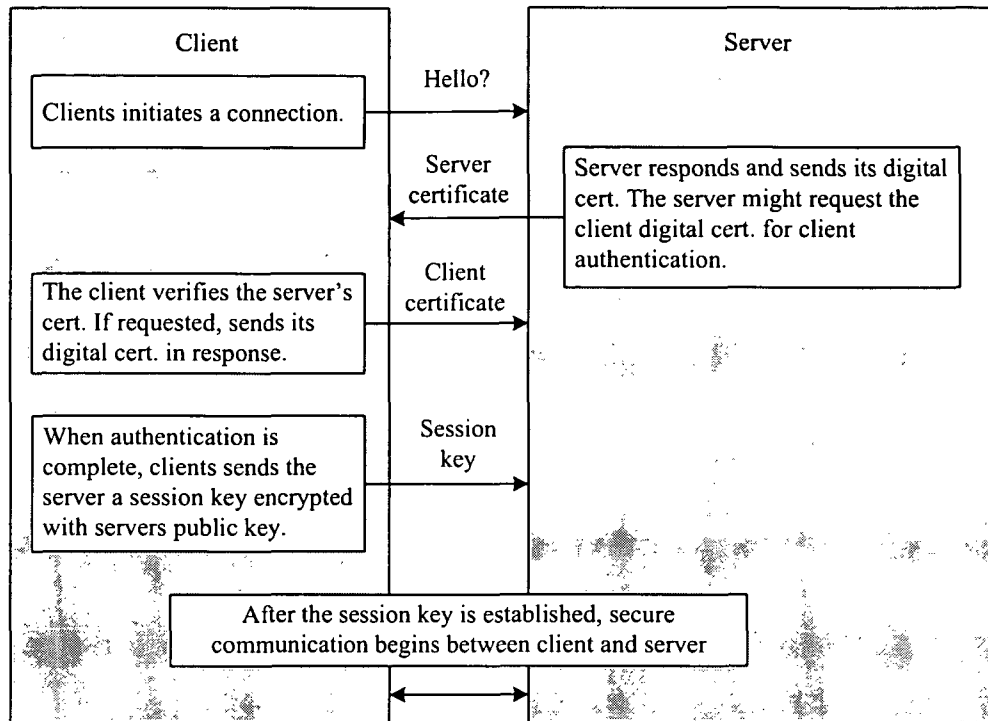 Client
Server
Hello?
Clients initiates a connection.
Server
certificate
Server responds and sends its digital
cert. The server might request the
client digital cert. for client
authentication.
Client
certificate
The client verifies the server's
cert. If requested, sends its
digital cert. in response.
When authentication is
complete, clients sends the
server a session key encrypted
with servers public key.
Session
key
After the session key is established, secure
communication begins between client and server